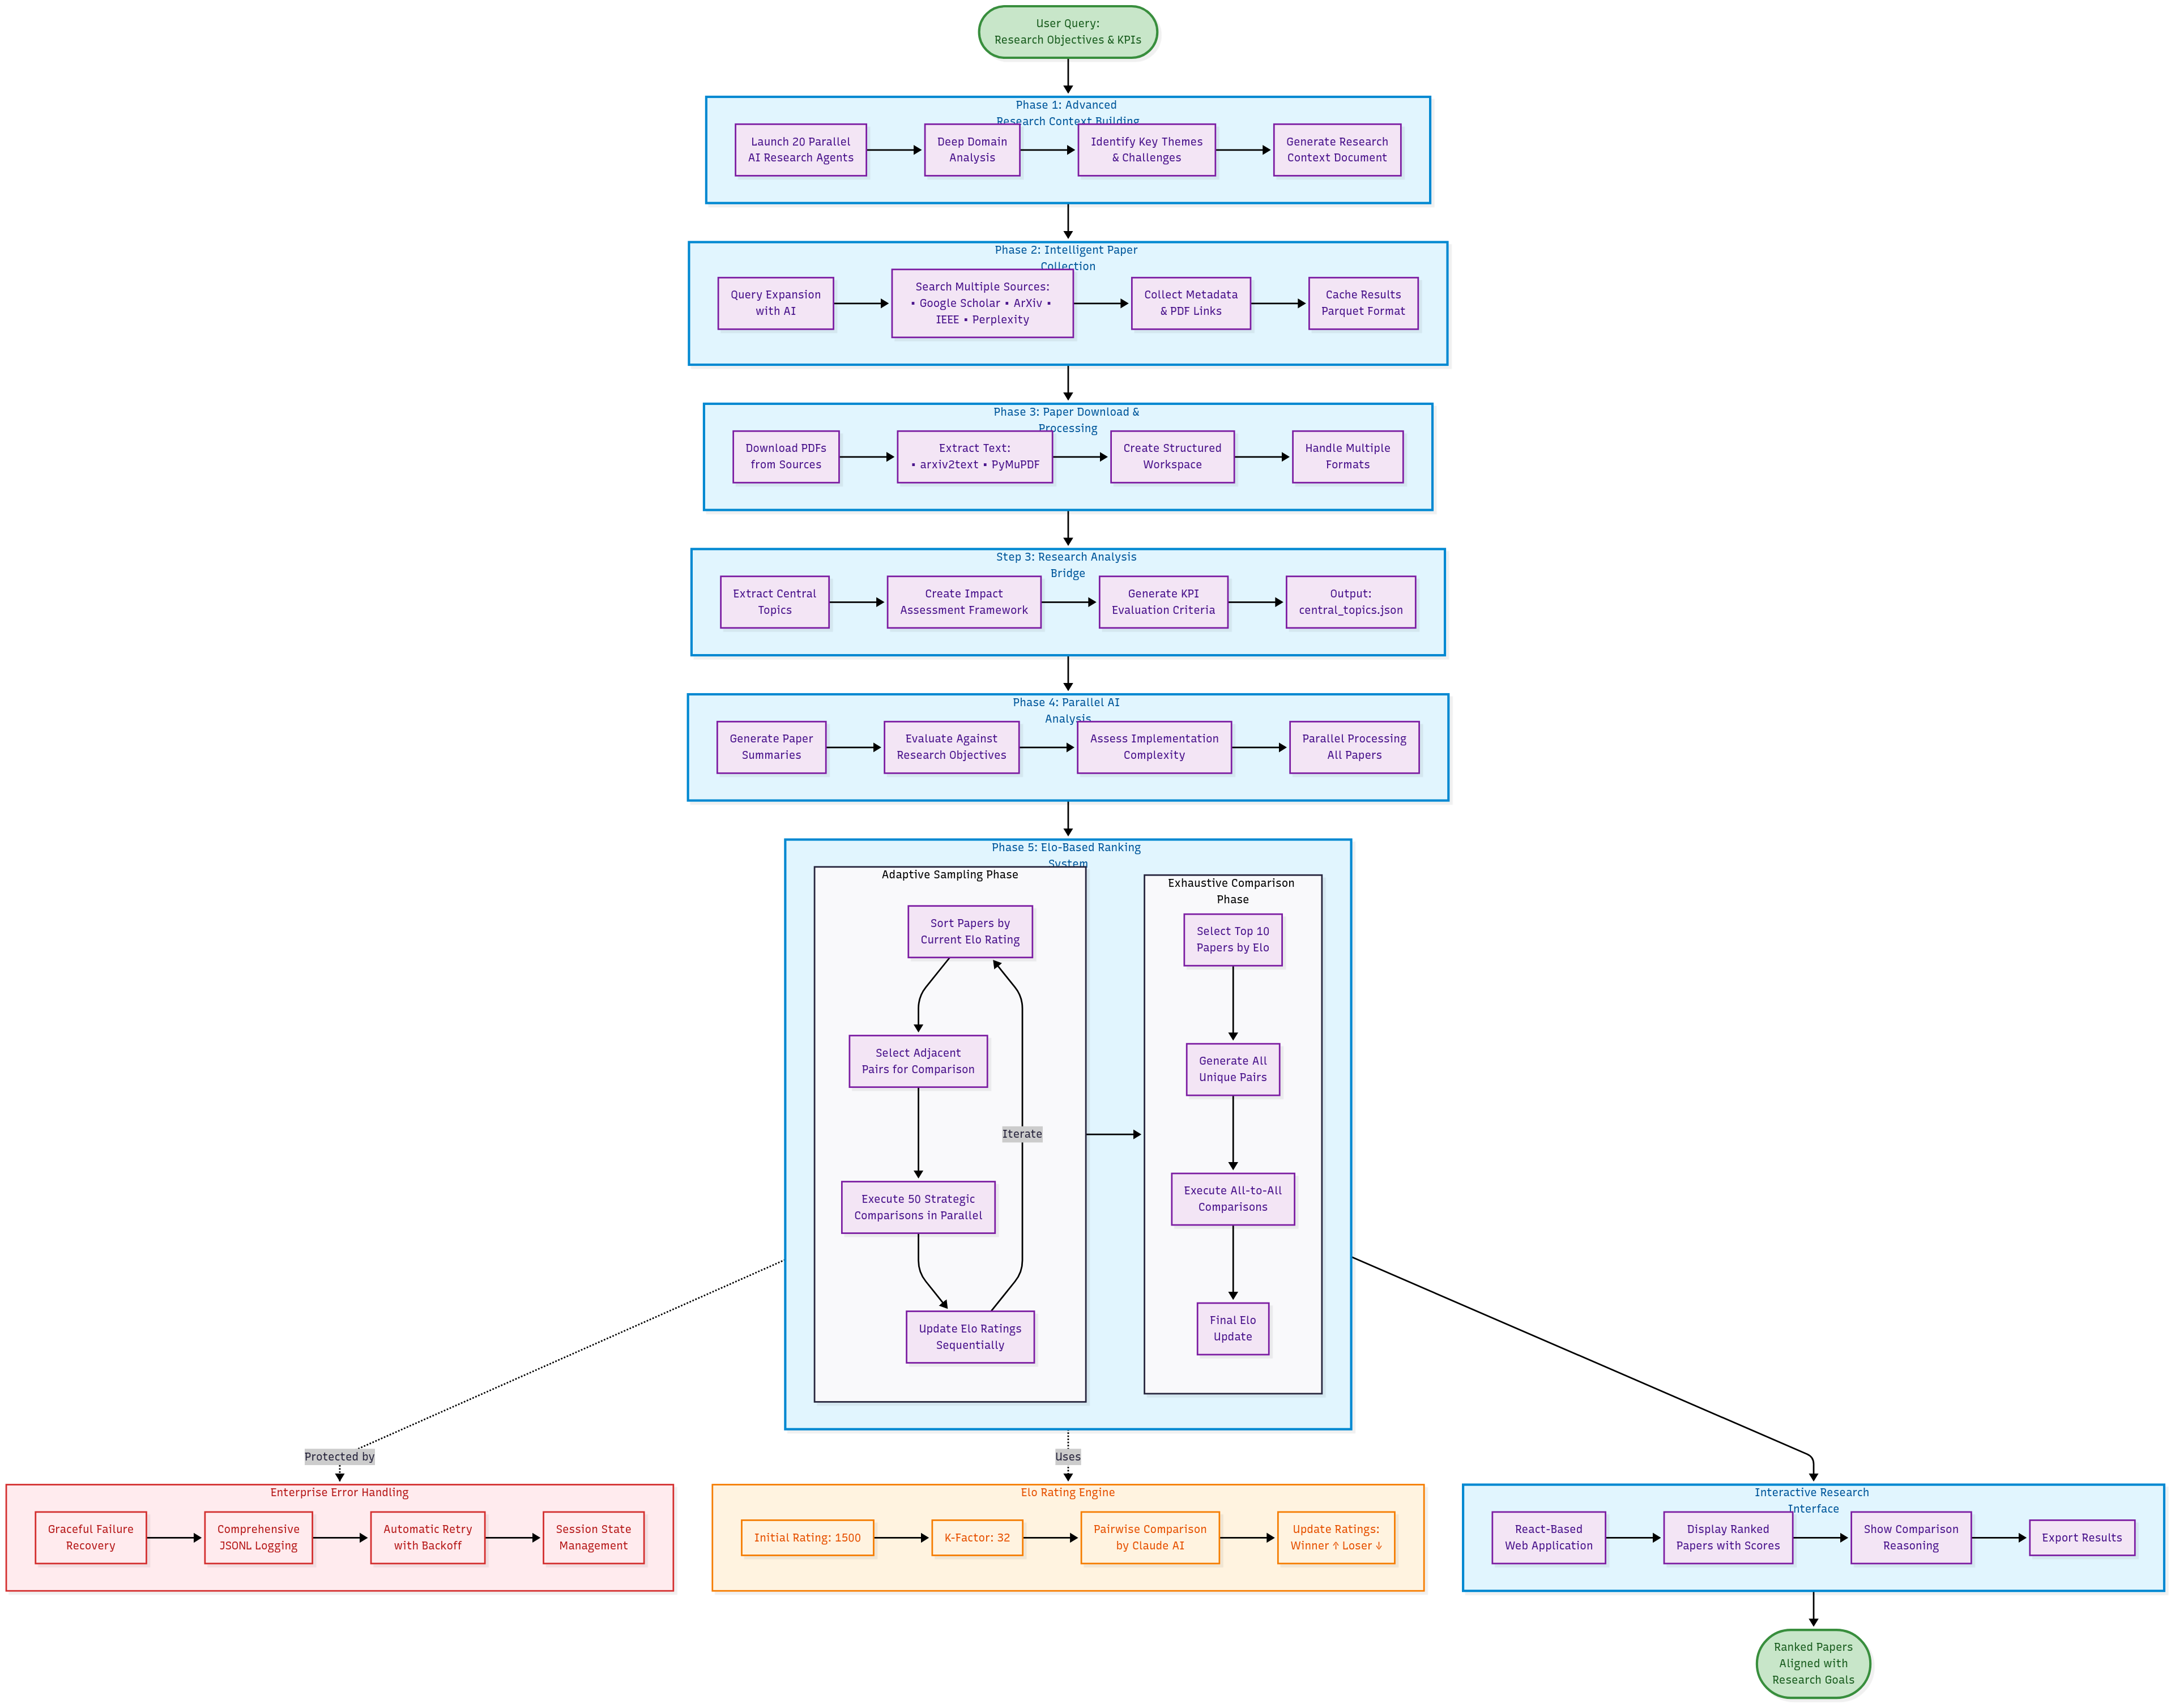 User Query:
Research Objectives & KPIs
Phase 1: Advanced
Research Context Building
Launch 20 Parallel
AI Research Agents
Deep Domain
Analysis
Identify Key Themes
& Challenges
Generate Research
Context Document
Phase 2: Intelligent Paper
Collection
Query Expansion
with AI
Search Multiple Sources:
• Google Scholar • ArXiv •
IEEE • Perplexity
Collect Metadata
& PDF Links
Cache Results
Parquet Format
Phase 3: Paper Download &
Processing
Download PDFs
from Sources
Extract Text:
• arxiv2text • PyMuPDF
Create Structured
Workspace
Handle Multiple
Formats
Step 3: Research Analysis
Bridge
Extract Central
Topics
Create Impact
Assessment Framework
Generate KPI
Evaluation Criteria
Output:
central_topics.json
Phase 4: Parallel AI
Analysis
Generate Paper
Summaries
Evaluate Against
Research Objectives
Assess Implementation
Complexity
Parallel Processing
All Papers
Phase 5: Elo-Based Ranking
System
Adaptive Sampling Phase
Sort Papers by
Current Elo Rating
Select Adjacent
Pairs for Comparison
Iterate
Execute 50 Strategic
Comparisons in Parallel
Update Elo Ratings
Sequentially
Exhaustive Comparison
Phase
Select Top 10
Papers by Elo
Generate All
Unique Pairs
Execute All-to-All
Comparisons
Final Elo
Update
Protected by
Uses
Enterprise Error Handling
Graceful Failure
Recovery
Comprehensive
JSONL Logging
Automatic Retry
with Backoff
Session State
Management
Elo Rating Engine
Initial Rating: 1500
K-Factor: 32
Pairwise Comparison
by Claude AI
Update Ratings:
Winner ↑ Loser ↓
Interactive Research
Interface
React-Based
Web Application
Display Ranked
Papers with Scores
Show Comparison
Reasoning
Export Results
Ranked Papers
Aligned with
Research Goals